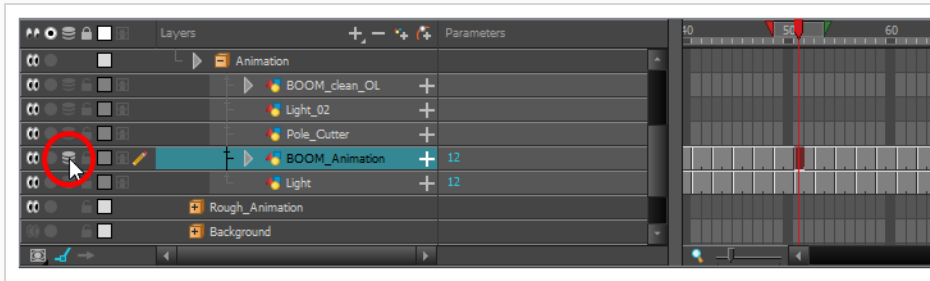 Layers Parameters 40 50 60
Animation
BOOM_clean_OL
Light_02
Pole_Cutter
BOOM_Animation 12
Light 12
Rough_Animation
Background